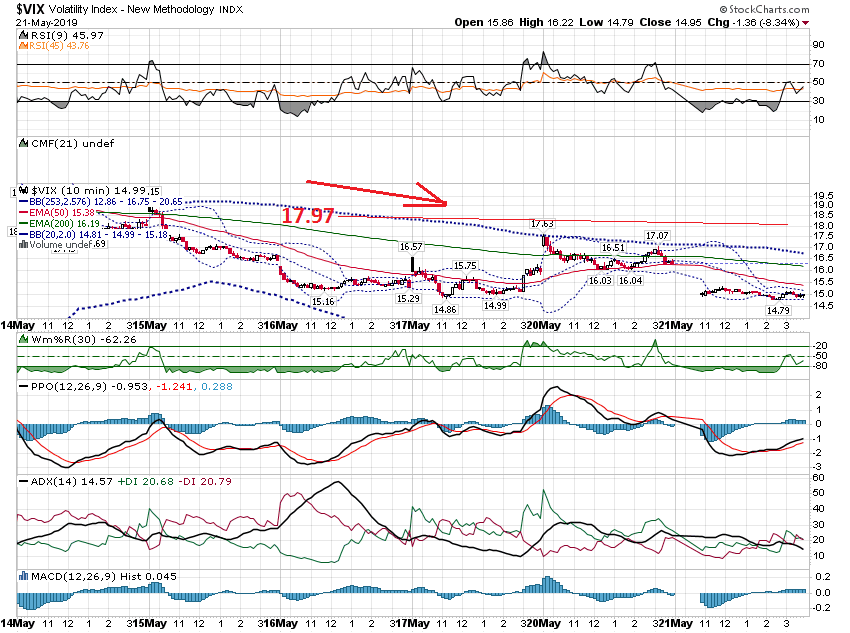 $VIX Volatility Index - New Methodology INDX
© StockCharts.com
21-May-2019
Open 15.86 High 16.22 Low 14.79 Close 14.95 Chg -1.36 (-8.34%)
RSI(9) 45.97
RSI(45) 43.76
90
70
50
30
10
CMF(21) undef
$VIX (10 min) 14.99
BB(253,2.576) 12.86 - 16.75 - 20.65
EMA(50) 15.38
EMA(200) 16.19
BB(20,2.0) 14.81 - 14.99 - 15.18
Volume undef
17.97
17.63
17.07
16.57
16.51
15.75
16.03
16.04
15.16
15.29
14.86
14.99
14.79
19.5
19.0
18.5
18.0
17.5
17.0
16.5
16.0
15.5
15.0
14.5
14May 11 12 2 15May 11 12 1 2 16May 11 12 1 2 17May 11 12 1 2 20May 11 12 1 2 21May 11 12 1 2 3
Wm%R(30) -62.26
-20
-50
-80
PPO(12,26,9) -0.953, -1.241, 0.288
2
1
0
-1
-2
-3
ADX(14) 14.57 +DI 20.68 -DI 20.79
60
50
40
30
20
10
MACD(12,26,9) Hist 0.045
0.2
0.0
-0.2
14May 11 12 1 2 15May 11 12 1 2 16May 11 12 1 2 17May 11 12 1 2 20May 11 12 1 2 21May 11 12 1 2 3